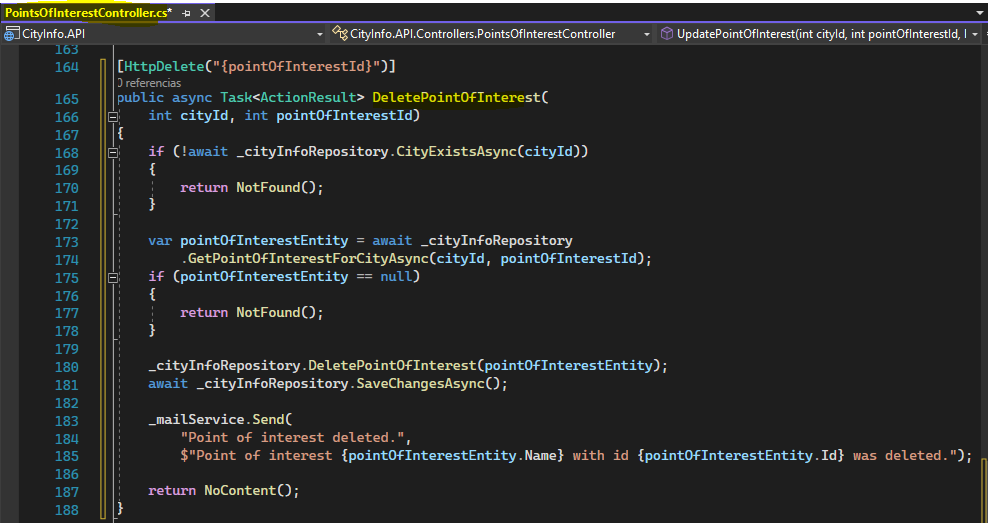 PointsOfInterestController.cs*
CityInfo.API CityInfo.API.Controllers.PointsOfInterestController UpdatePointOfInterest(int cityId, int pointOfInterestId,
163
164 [HttpDelete("{pointOfInterestId}")]
0 referencias
165 public async Task<ActionResult> DeletePointOfInterest(
166 int cityId, int pointOfInterestId)
167 {
168 if (!await _cityInfoRepository.CityExistsAsync(cityId))
169 {
170 return NotFound();
171 }
172
173 var pointOfInterestEntity = await _cityInfoRepository
174 .GetPointOfInterestForCityAsync(cityId, pointOfInterestId);
175 if (pointOfInterestEntity == null)
176 {
177 return NotFound();
178 }
179
180 _cityInfoRepository.DeletePointOfInterest(pointOfInterestEntity);
181 await _cityInfoRepository.SaveChangesAsync();
182
183 _mailService.Send(
184 "Point of interest deleted.",
185 $"Point of interest {pointOfInterestEntity.Name} with id {pointOfInterestEntity.Id} was deleted.");
186
187 return NoContent();
188 }